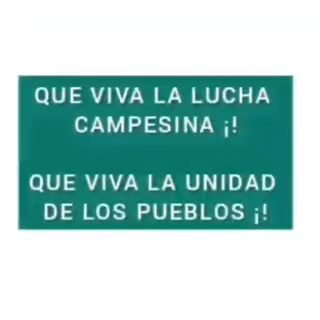 QUE VIVA LA LUCHA
CAMPESINA ¡!
QUE VIVA LA UNIDAD
DE LOS PUEBLOS ¡!